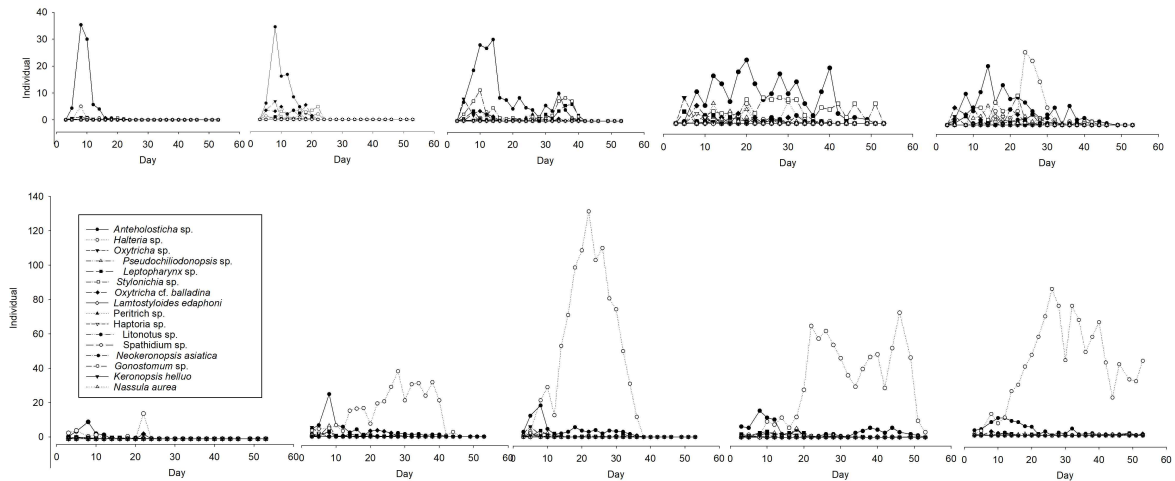 40
30
20
10
0
Individual
0 10 20 30 40 50 60
Day
0 10 20 30 40 50 60
Day
0 10 20 30 40 50 60
Day
0 10 20 30 40 50 60
Day
0 10 20 30 40 50 60
Day
140
120
100
80
60
40
20
0
Individual
Anteholosticha sp.
Halteria sp.
Oxytricha sp.
Pseudochiliodonopsis sp.
Leptopharynx sp.
Stylonichia sp.
Oxytricha cf. balladina
Lamtostyloides edaphoni
Peritrich sp.
Haptoria sp.
Litonotus sp.
Spathidium sp.
Neokeronopsis asiatica
Gonostomum sp.
Keronopsis helluo
Nassula aurea
0 10 20 30 40 50 60
Day
0 10 20 30 40 50 60
Day
0 10 20 30 40 50 60
Day
0 10 20 30 40 50 60
Day
0 10 20 30 40 50 60
Day